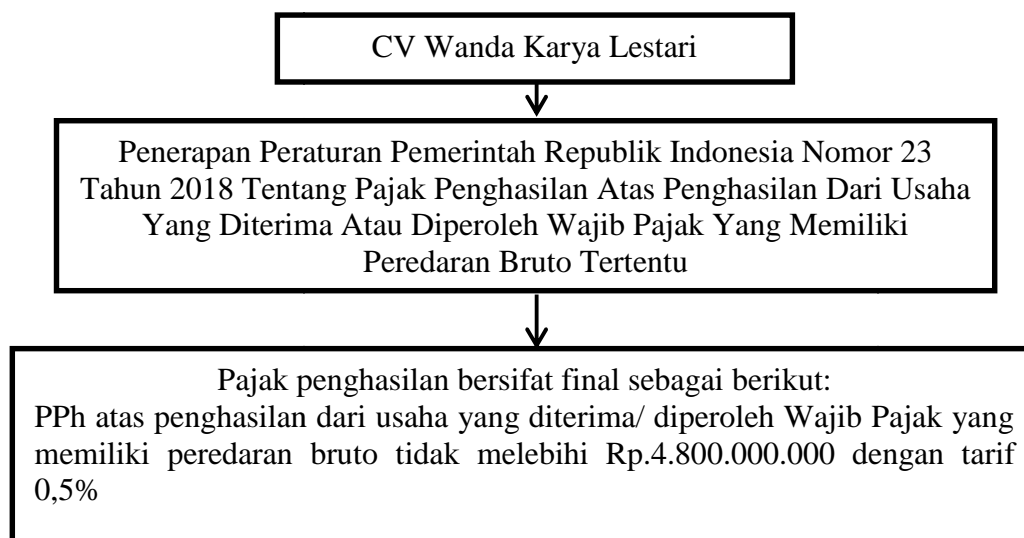 CV Wanda Karya Lestari
Penerapan Peraturan Pemerintah Republik Indonesia Nomor 23
Tahun 2018 Tentang Pajak Penghasilan Atas Penghasilan Dari Usaha
Yang Diterima Atau Diperoleh Wajib Pajak Yang Memiliki
Peredaran Bruto Tertentu
Pajak penghasilan bersifat final sebagai berikut:
PPh atas penghasilan dari usaha yang diterima/ diperoleh Wajib Pajak yang
memiliki peredaran bruto tidak melebihi Rp.4.800.000.000 dengan tarif
0,5%